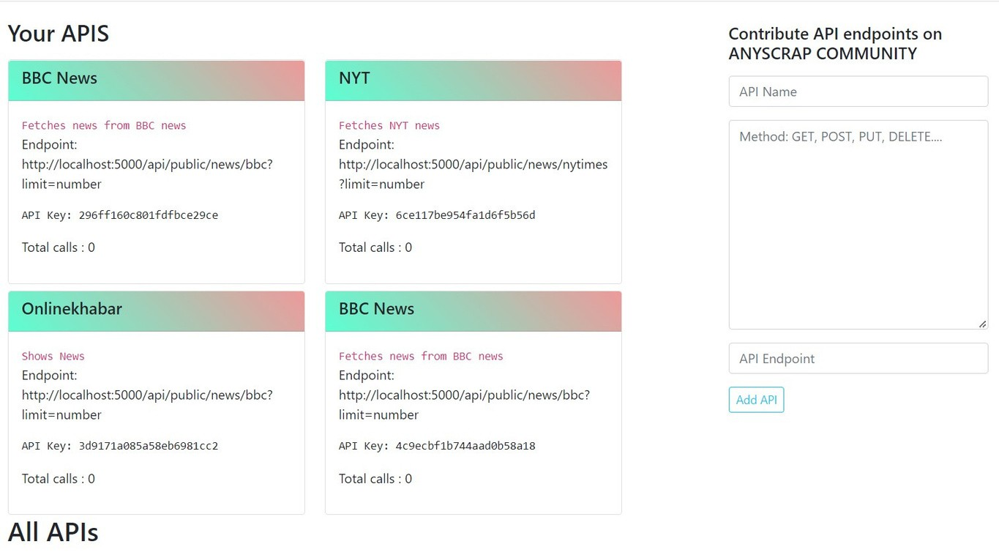 Your APIS
BBC News
Fetches news from BBC news
Endpoint:
http://localhost:5000/api/public/news/bbc?
limit=number
API Key: 296ff160c801fdfbce29ce
Total calls : 0
NYT
Fetches NYT news
Endpoint:
http://localhost:5000/api/public/news/nytimes
?limit=number
API Key: 6ce117be954fa1d6f5b56d
Total calls : 0
Onlinekhabar
Shows News
Endpoint:
http://localhost:5000/api/public/news/bbc?
limit=number
API Key: 3d9171a085a58eb6981cc2
Total calls : 0
BBC News
Fetches news from BBC news
Endpoint:
http://localhost:5000/api/public/news/bbc?
limit=number
API Key: 4c9ecbf1b744aad0b58a18
Total calls : 0
All APIs
Contribute API endpoints on
ANYSCRAP COMMUNITY
API Name
Method: GET, POST, PUT, DELETE....
API Endpoint
Add API